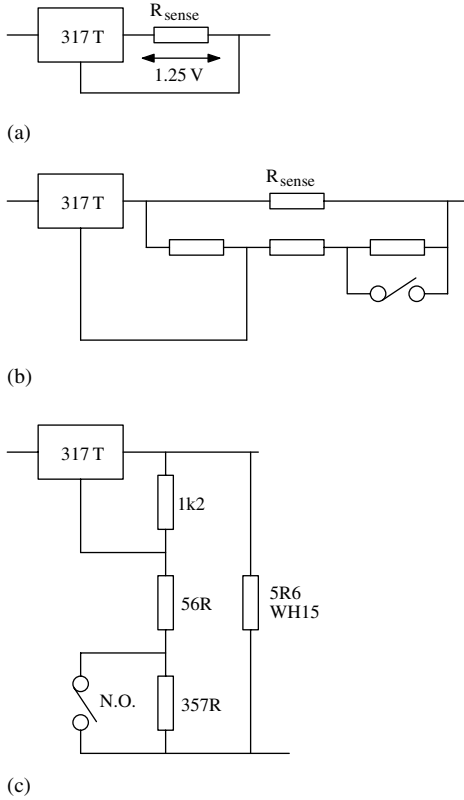 R sense
317 T
1.25 V
(a)
R sense
317 T
(b)
317 T
1k2
56R
5R6
WH15
N.O.
357R
(c)